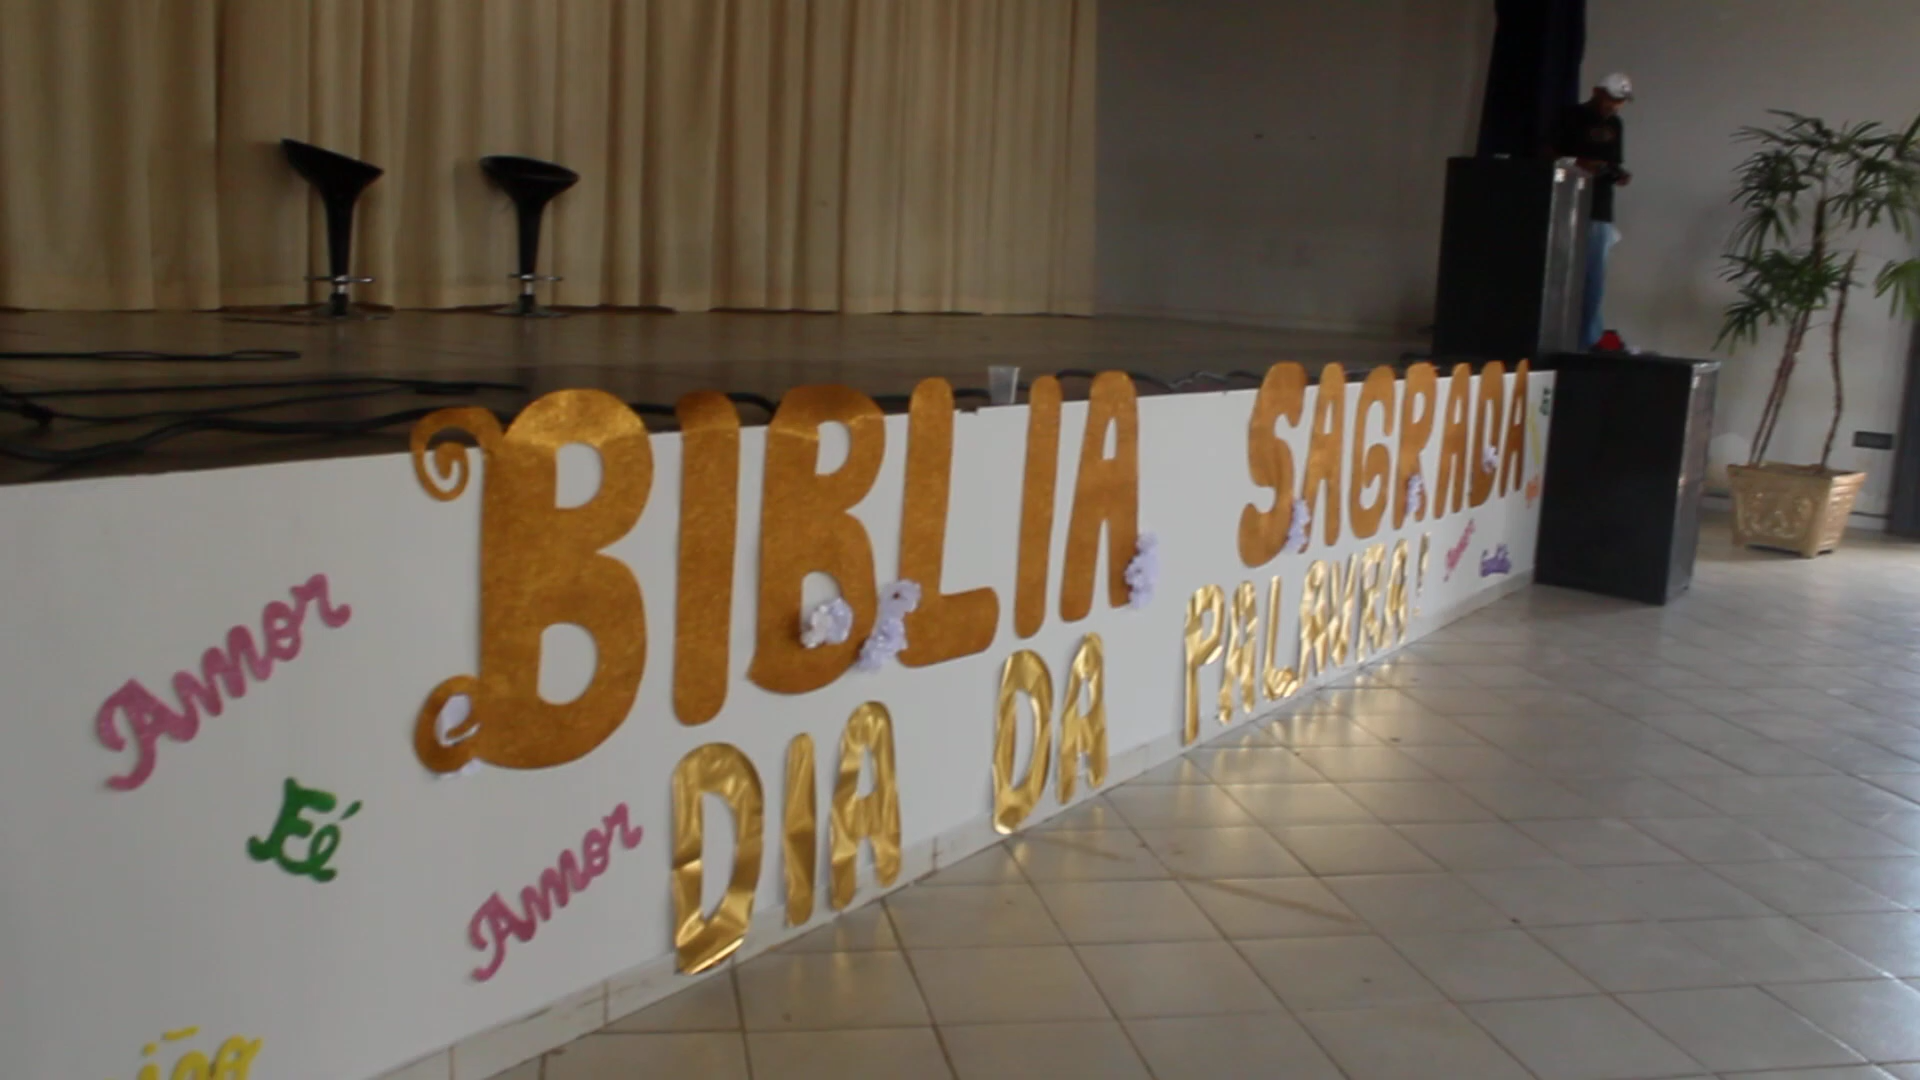 BIBLIA SAGRADA
DIA DA PALAVRA!
Amor
Fé
Amor